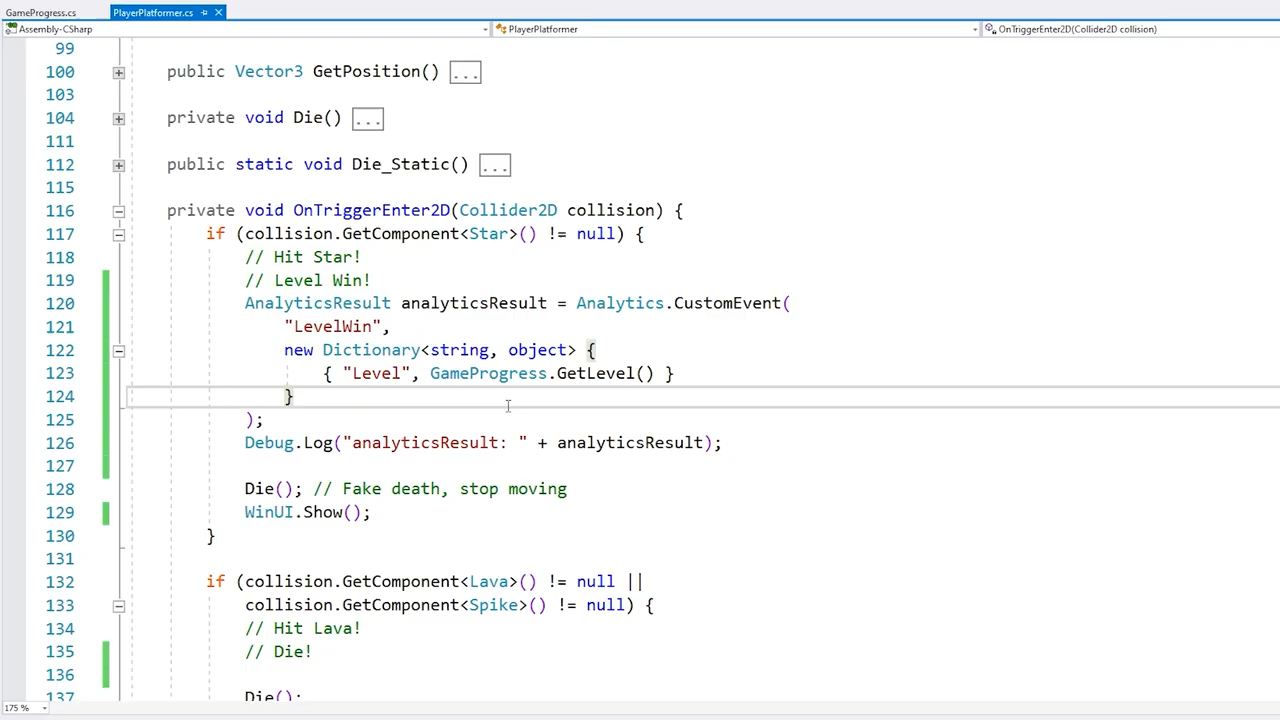 GameProgress.cs
PlayerPlatformer.cs
Assembly-CSharp
PlayerPlatformer
OnTriggerEnter2D(Collider2D collision)
99
100 public Vector3 GetPosition() ...
103
104 private void Die() ...
111
112 public static void Die_Static() ...
115
116 private void OnTriggerEnter2D(Collider2D collision) {
117 if (collision.GetComponent<Star>() != null) {
118 // Hit Star!
119 // Level Win!
120 AnalyticsResult analyticsResult = Analytics.CustomEvent(
121 "LevelWin",
122 new Dictionary<string, object> {
123 { "Level", GameProgress.GetLevel() }
124 }
125 );
126 Debug.Log("analyticsResult: " + analyticsResult);
127
128 Die(); // Fake death, stop moving
129 WinUI.Show();
130 }
131
132 if (collision.GetComponent<Lava>() != null ||
133 collision.GetComponent<Spike>() != null) {
134 // Hit Lava!
135 // Die!
136
137 Die();
175 %